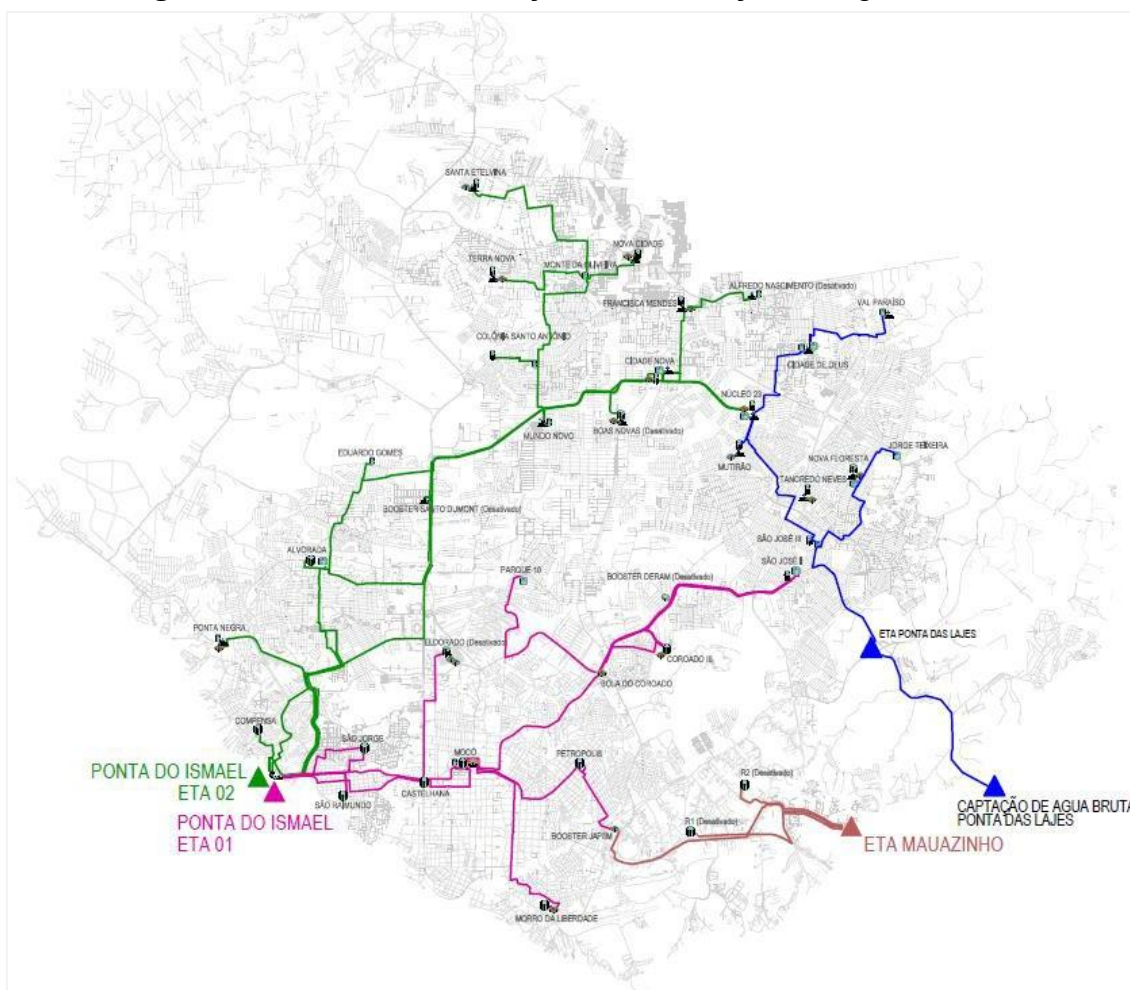 SANTA ETELVINA
NOVA CIDADE
TERRA NOVA
MONTE DA OLIVEIRA
ALFREDO NASCIMENTO (Desativado)
FRANCISCA MENDES
VAL PARAÍSO
COLÔNIA SANTO ANTÔNIO
CIDADE NOVA
CIDADE DE DEUS
NÚCLEO 23
MUNDO NOVO
BOAS NOVAS (Desativado)
EDUARDO GOMES
MUTIRÃO
NOVA FLORESTA
JORGE TEIXEIRA
TANCREDO NEVES
BOOSTER SANTO DUMONT (Desativado)
ALVORADA
SÃO JOSÉ III
SÃO JOSÉ II
PARQUE 10
BOOSTER DERAM (Desativado)
PONTA NEGRA
ELDORADO (Desativado)
ETA PONTA DAS LAJES
COROADO III
BOLA DO COROADO
COMPENSA
SÃO JORGE
MOCÓ
PETROPOLIS
PONTA DO ISMAEL
ETA 02
R2 (Desativado)
CASTELHANA
SÃO RAIMUNDO
CAPTAÇÃO DE AGUA BRUTA
PONTA DAS LAJES
PONTA DO ISMAEL
ETA 01
BOOSTER JAPIIM
R1 (Desativado)
ETA MAUAZINHO
MORRO DA LIBERDADE